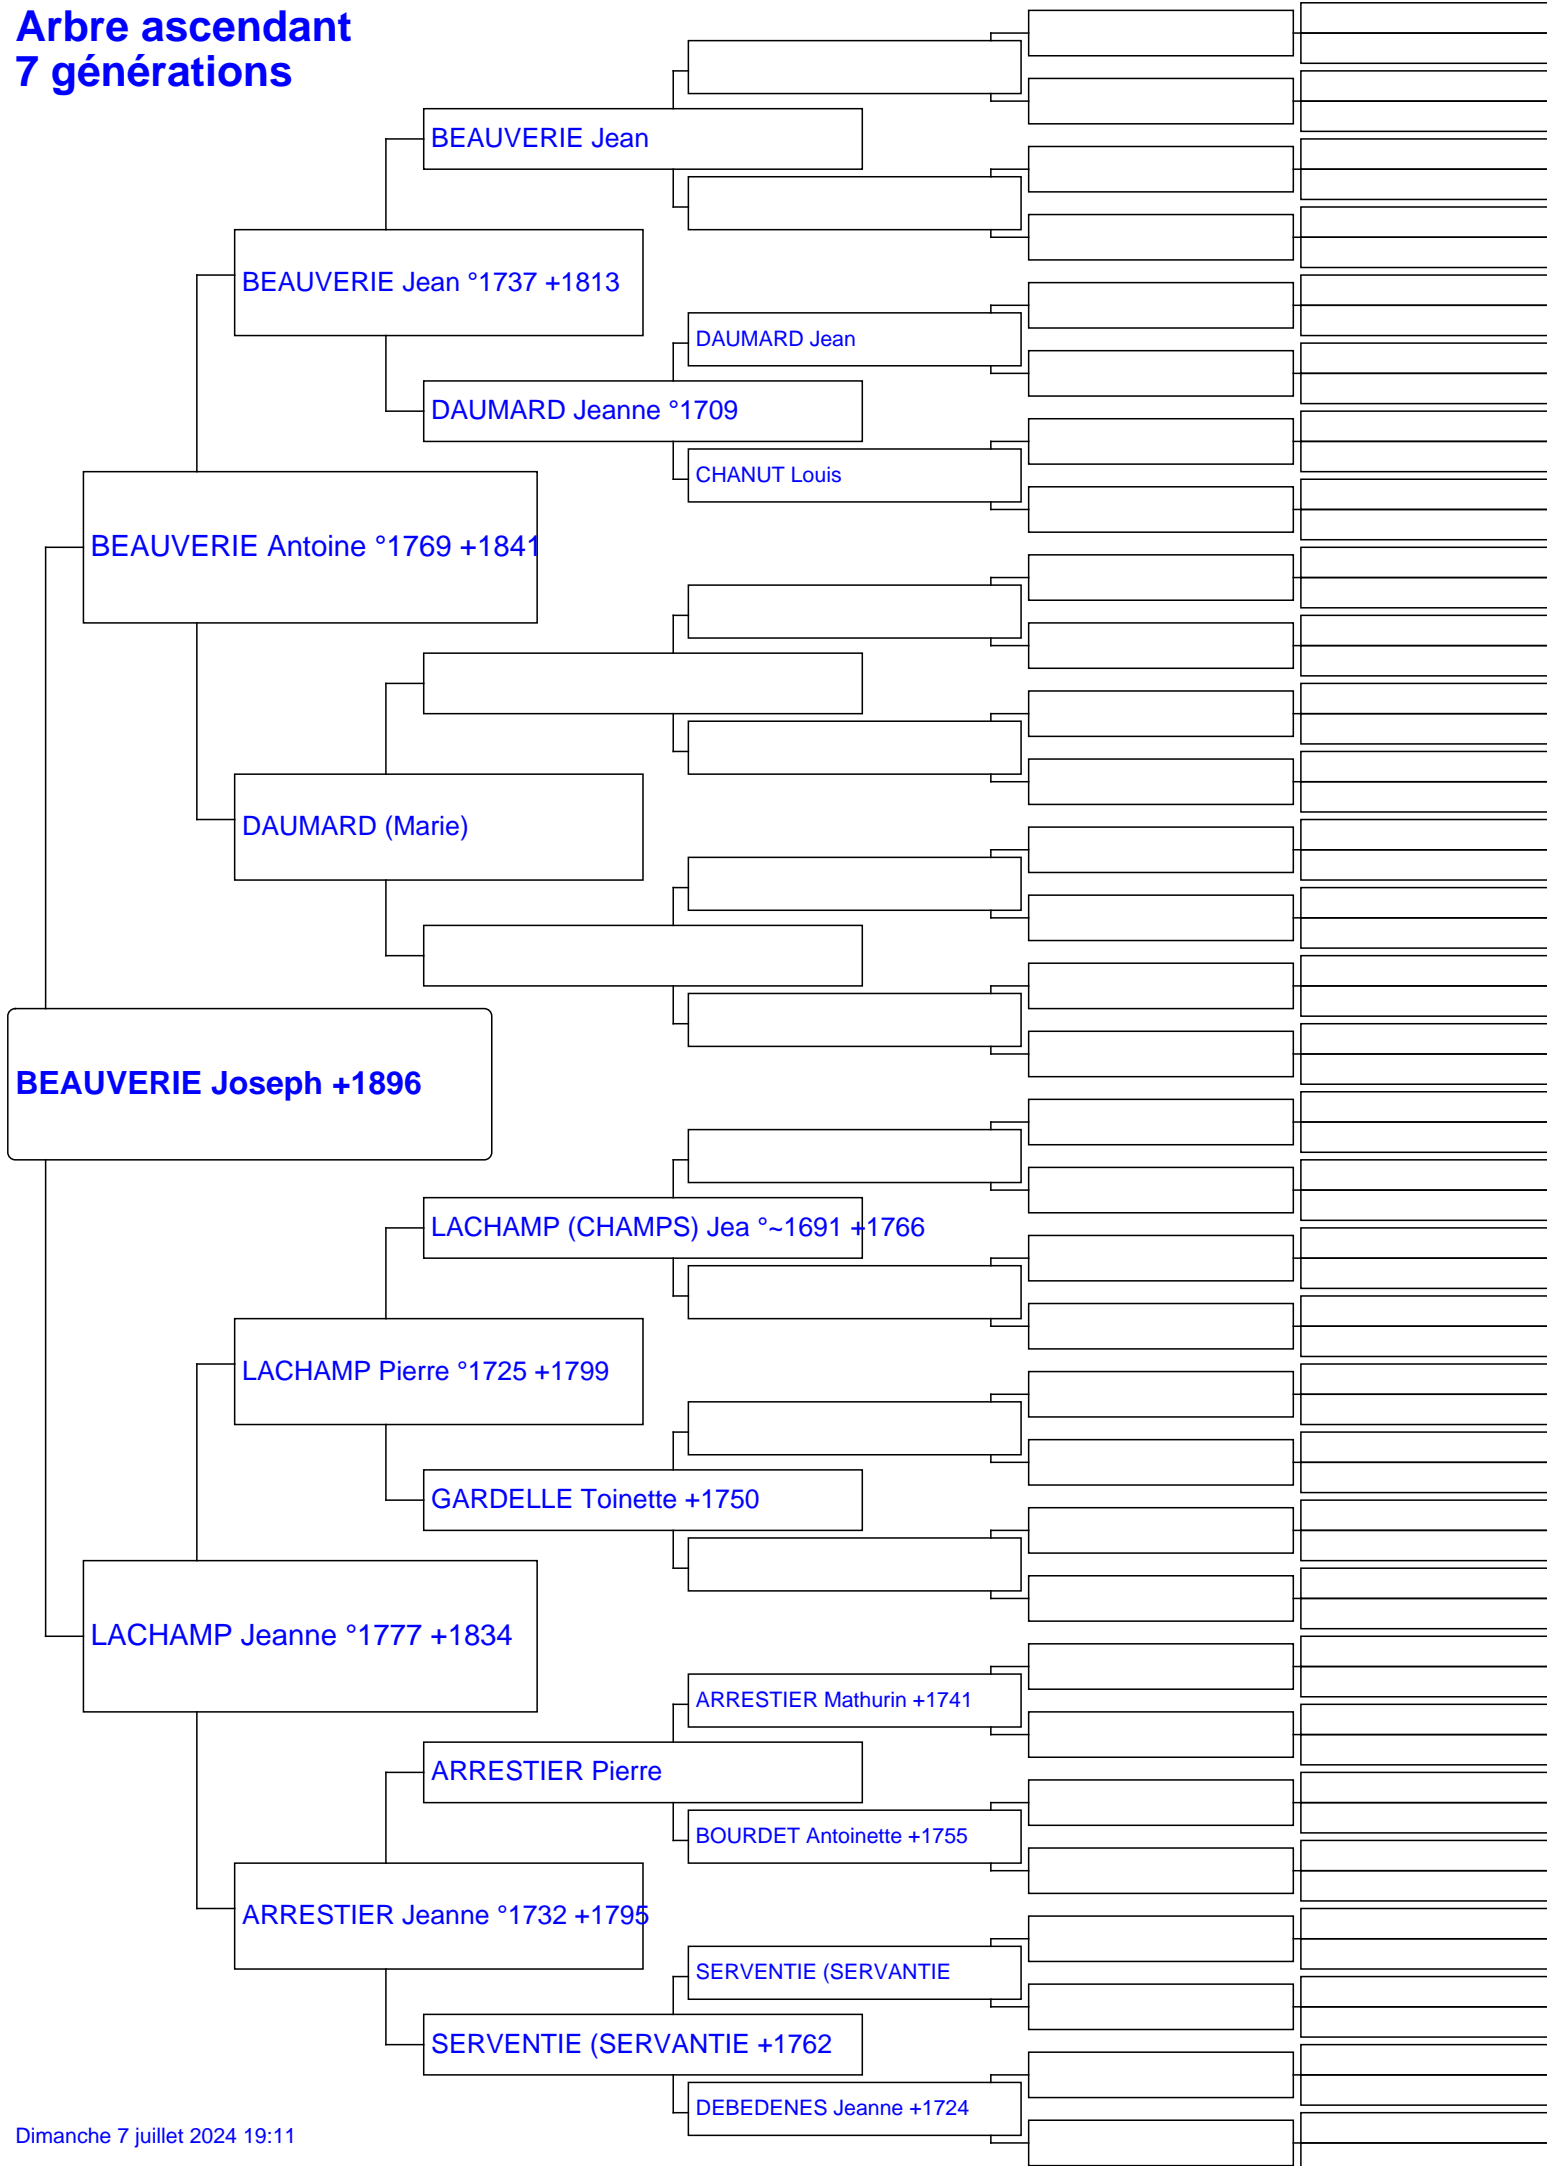 Arbre ascendant
7 générations
BEAUVERIE Jean
BEAUVERIE Jean °1737 +1813
DAUMARD Jean
DAUMARD Jeanne °1709
CHANUT Louis
BEAUVERIE Antoine °1769 +1841
DAUMARD (Marie)
BEAUVERIE Joseph +1896
LACHAMP (CHAMPS) Jea °~1691 +1766
LACHAMP Pierre °1725 +1799
GARDELLE Toinette +1750
LACHAMP Jeanne °1777 +1834
ARRESTIER Mathurin +1741
ARRESTIER Pierre
BOURDET Antoinette +1755
ARRESTIER Jeanne °1732 +1795
SERVENTIE (SERVANTIE
SERVENTIE (SERVANTIE +1762
DEBEDENES Jeanne +1724
Dimanche 7 juillet 2024 19:11